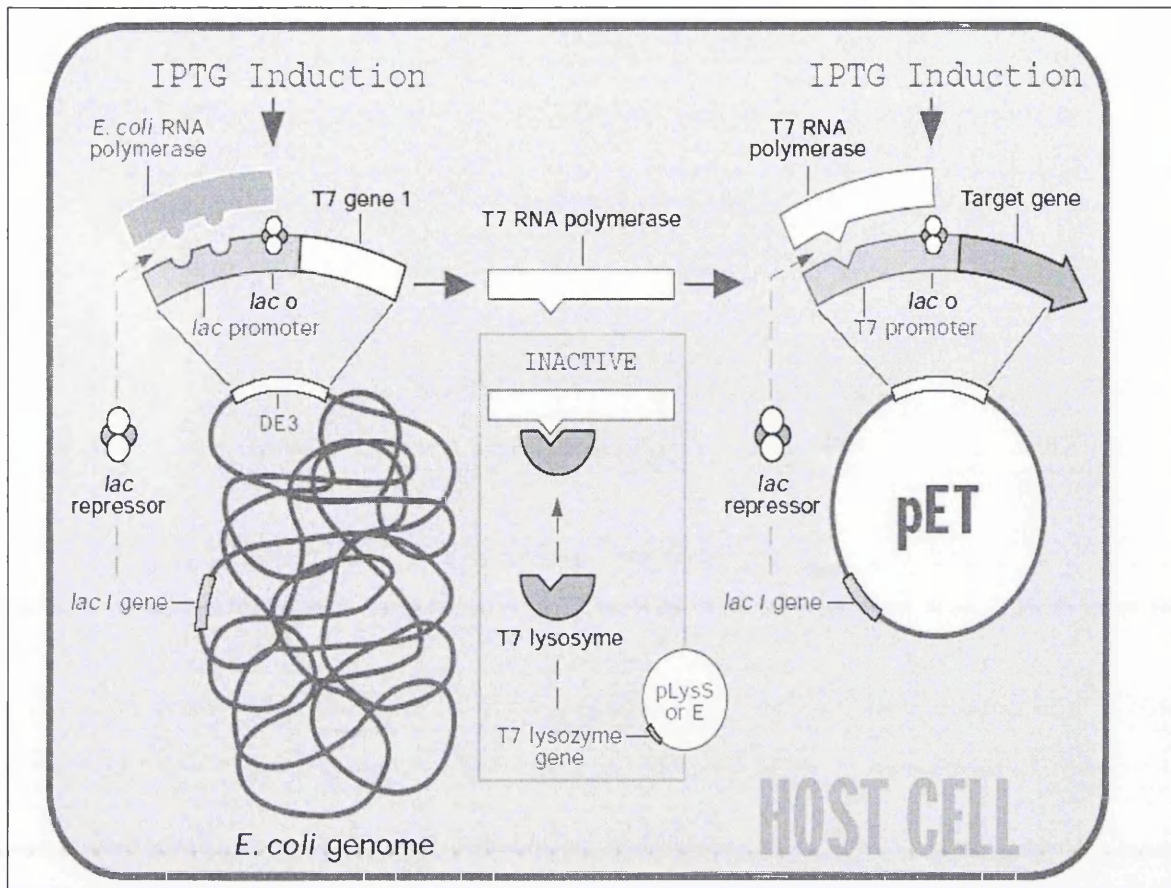 IPTG Induction
E. coli RNA
polymerase
T7 gene 1
lac o
lac promoter
DE3
lac
repressor
lac I gene
E. coli genome
T7 RNA polymerase
INACTIVE
T7 lysosyme
pLysS
or E
T7 lysozyme
gene
IPTG Induction
T7 RNA
polymerase
Target gene
lac o
T7 promoter
lac
repressor
pET
lac I gene
HOST CELL